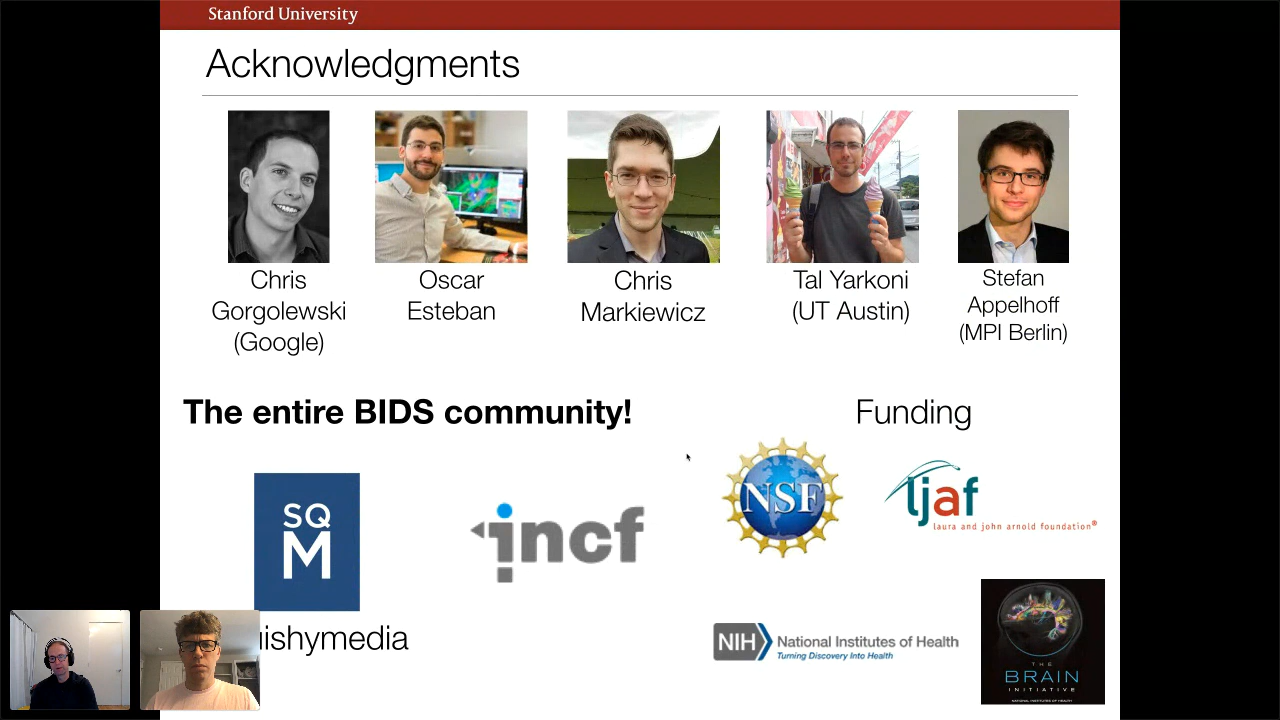 Stanford University
Acknowledgments
Chris
Gorgolewski
(Google)
Oscar
Esteban
Chris
Markiewicz
Tal Yarkoni
(UT Austin)
Stefan
Appelhoff
(MPI Berlin)
The entire BIDS community!
Funding
SQ
M
incf
NSF
ljaf
laura and john arnold foundation®
ishymedia
NIH National Institutes of Health
Turning Discovery Into Health
THE
BRAIN
INITIATIVE
NATIONAL INSTITUTES OF HEALTH